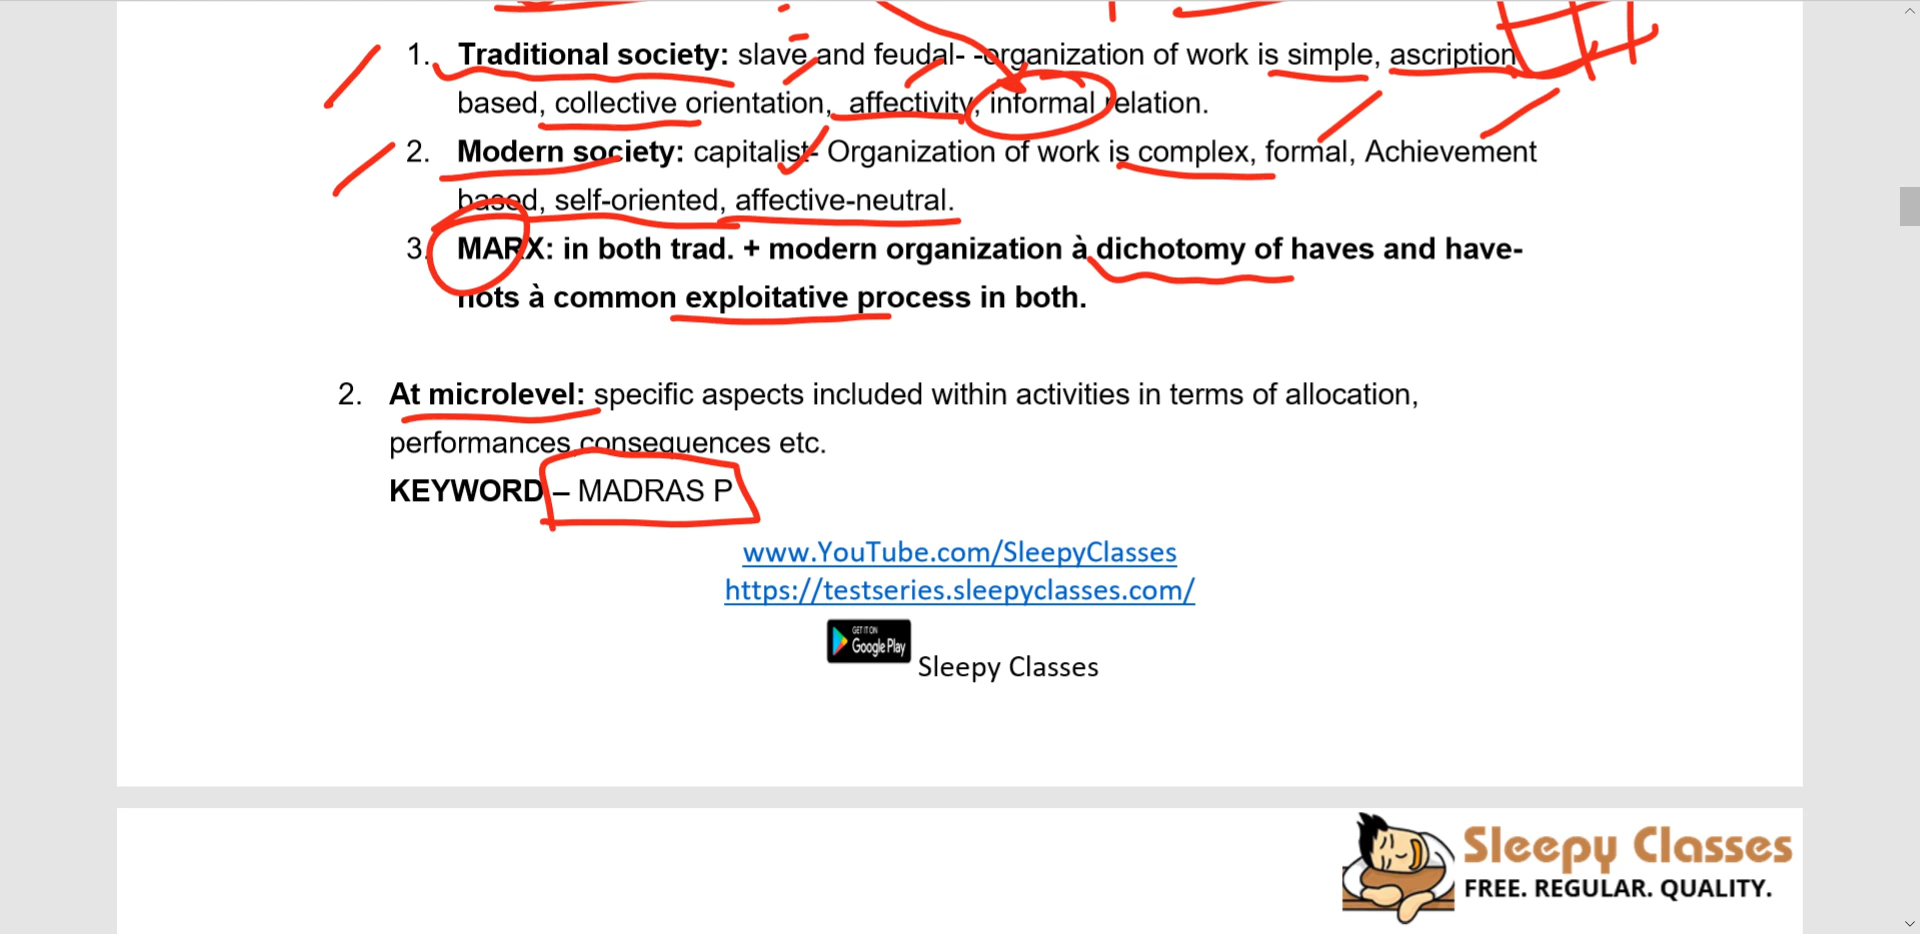 1. Traditional society: slave and feudal- -organization of work is simple, ascription
based, collective orientation, affectivity, informal relation.
2. Modern society: capitalist- Organization of work is complex, formal, Achievement
based, self-oriented, affective-neutral.
3. MARX: in both trad. + modern organization à dichotomy of haves and have-
nots à common exploitative process in both.
2. At microlevel: specific aspects included within activities in terms of allocation,
performances consequences etc.
KEYWORD – MADRAS P
www.YouTube.com/SleepyClasses
https://testseries.sleepyclasses.com/
GET IT ON
Google Play
Sleepy Classes
Sleepy Classes
FREE. REGULAR. QUALITY.